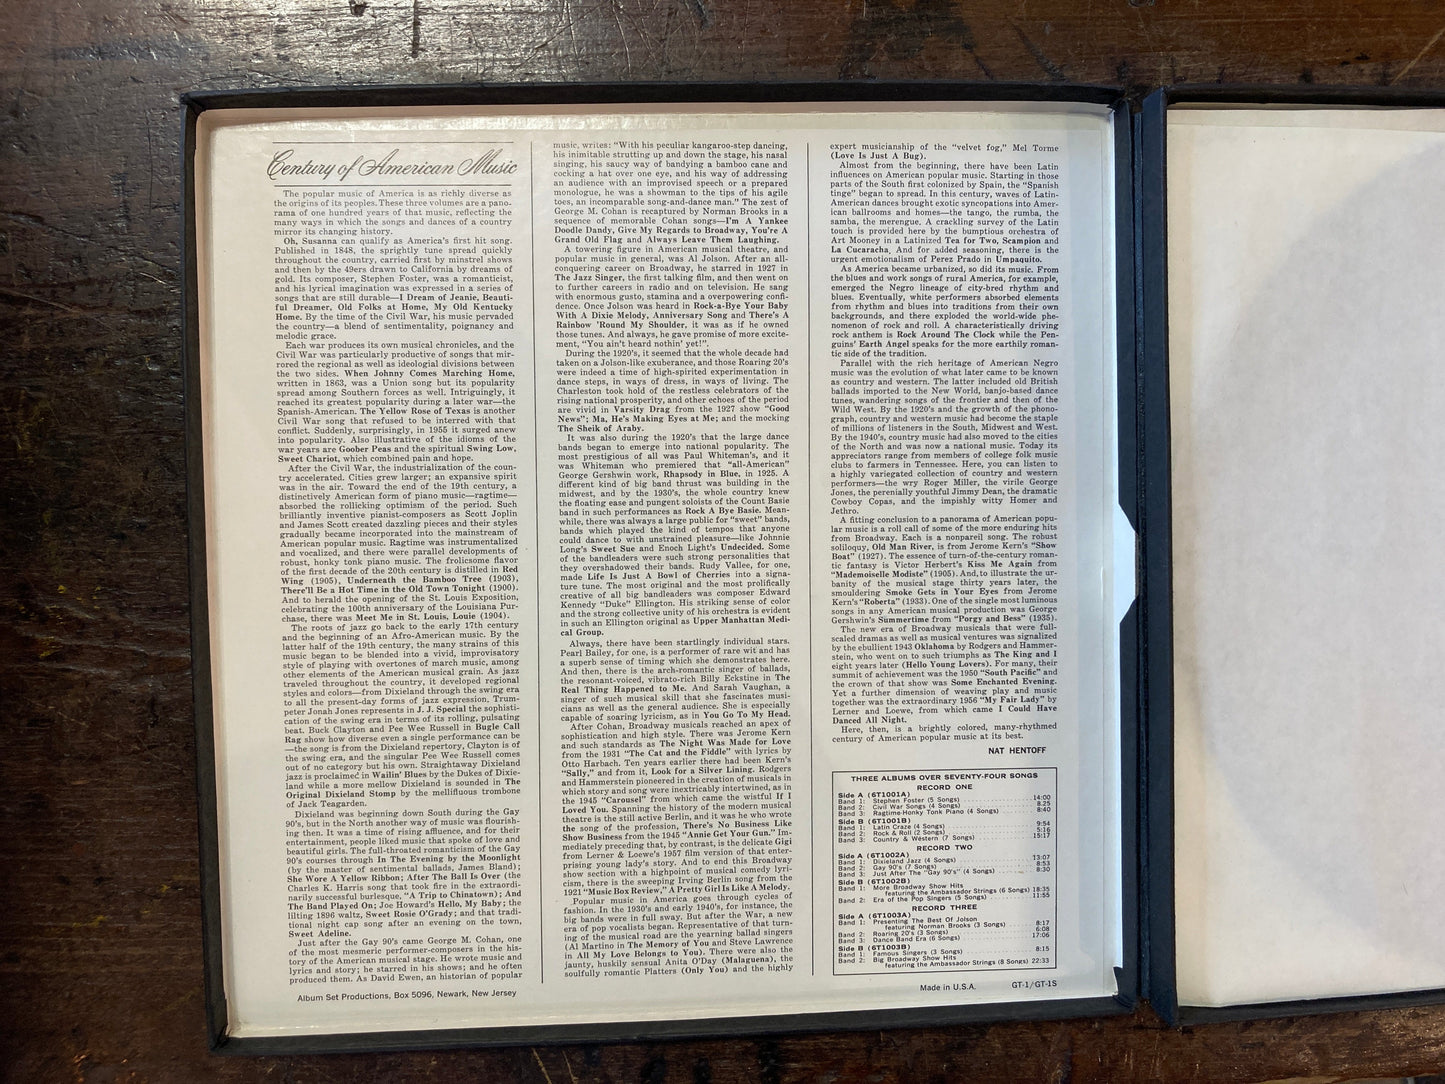 Century of American Music
The popular music of America is as richly diverse as
the origins of its peoples. These three volumes are a pano-
rama of one hundred years of that music, reflecting the
many ways in which the songs and dances of a country
mirror its changing history.
Oh, Susanna can qualify as America's first hit song.
Published in 1848, the sprightly tune spread quickly
throughout the country, carried first by minstrel shows
and then by the 49ers drawn to California by dreams of
gold. Its composer, Stephen Foster, was a romanticist,
and his lyrical imagination was expressed in a series of
songs that are still durable—I Dream of Jeanie, Beauti-
ful Dreamer, Old Folks at Home, My Old Kentucky
Home. By the time of the Civil War, his music pervaded
the country—a blend of sentimentality, poignancy and
melodic grace.
Each war produces its own musical chronicles, and the
Civil War was particularly productive of songs that mir-
rored the regional as well as ideologial divisions between
the two sides. When Johnny Comes Marching Home,
written in 1863, was a Union song but its popularity
spread among Southern forces as well. Intriguingly, it
reached its greatest popularity during a later war—the
Spanish-American. The Yellow Rose of Texas is another
Civil War song that refused to be interred with that
conflict. Suddenly, surprisingly, in 1955 it surged anew
into popularity. Also illustrative of the idioms of the
war years are Goober Peas and the spiritual Swing Low,
Sweet Chariot, which combined pain and hope.
After the Civil War, the industrialization of the coun-
try accelerated. Cities grew larger; an expansive spirit
was in the air. Toward the end of the 19th century, a
distinctively American form of piano music—ragtime—
absorbed the rollicking optimism of the period. Such
brilliantly inventive pianist-composers as Scott Joplin
and James Scott created dazzling pieces and their styles
gradually became incorporated into the mainstream of
American popular music. Ragtime was instrumentalized
and vocalized, and there were parallel developments of
robust, honky tonk piano music. The frolicsome flavor
of the first decade of the 20th century is distilled in Red
Wing (1905), Underneath the Bamboo Tree (1903),
There'll Be a Hot Time in the Old Town Tonight (1900).
And to herald the opening of the St. Louis Exposition,
celebrating the 100th anniversary of the Louisiana Pur-
chase, there was Meet Me in St. Louis, Louie (1904).
The roots of jazz go back to the early 17th century
and the beginning of an Afro-American music. By the
latter half of the 19th century, the many strains of this
music began to be blended into a vivid, improvisatory
style of playing with overtones of march music, among
other elements of the American musical grain. As jazz
traveled throughout the country, it developed regional
styles and colors—from Dixieland through the swing era
to all the present-day forms of jazz expression. Trum-
peter Jonah Jones represents in J. J. Special the sophisti-
cation of the swing era in terms of its rolling, pulsating
beat. Buck Clayton and Pee Wee Russell in Bugle Call
Rag show how diverse even a single performance can be
—the song is from the Dixieland repertory, Clayton is of
the swing era, and the singular Pee Wee Russell comes
out of no category but his own. Straightaway Dixieland
jazz is proclaimed in Wailin' Blues by the Dukes of Dixie-
land while a more mellow Dixieland is sounded in The
Original Dixieland Stomp by the mellifluous trombone
of Jack Teagarden.
Dixieland was beginning down South during the Gay
90's, but in the North another way of music was flourish-
ing then. It was a time of rising affluence, and for their
entertainment, people liked music that spoke of love and
beautiful girls. The full-throated romanticism of the Gay
90's courses through In The Evening by the Moonlight
(by the master of sentimental ballads, James Bland);
She Wore A Yellow Ribbon; After The Ball Is Over (the
Charles K. Harris song that took fire in the extraordi-
narily successful burlesque, "A Trip to Chinatown); And
The Band Played On; Joe Howard's Hello, My Baby; the
lilting 1896 waltz, Sweet Rosie O'Grady; and that tradi-
tional night cap song after an evening on the town,
Sweet Adeline.
Just after the Gay 90's came George M. Cohan, one
of the most mesmeric performer-composers in the his-
tory of the American musical stage. He wrote music and
lyrics and story; he starred in his shows; and he often
produced them. As David Ewen, an historian of popular
Album Set Productions, Box 5096, Newark, New Jersey
music, writes: "With his peculiar kangaroo-step dancing,
his inimitable strutting up and down the stage, his nasal
singing, his saucy way of bandying a bamboo cane and
cocking a hat over one eye, and his way of addressing
an audience with an improvised speech or a prepared
monologue, he was a showman to the tips of his agile
toes, an incomparable song-and-dance man." The zest of
George M. Cohan is recaptured by Norman Brooks in a
sequence of memorable Cohan songs—I'm A Yankee
Doodle Dandy, Give My Regards to Broadway, You're A
Grand Old Flag and Always Leave Them Laughing.
A towering figure in American musical theatre, and
popular music in general, was Al Jolson. After an all-
conquering career on Broadway, he starred in 1927 in
The Jazz Singer, the first talking film, and then went on
to further careers in radio and on television. He sang
with enormous gusto, stamina and a overpowering confi-
dence. Once Jolson was heard in Rock-a-Bye Your Baby
With A Dixie Melody, Anniversary Song and There's A
Rainbow 'Round My Shoulder, it was as if he owned
those tunes. And always, he gave promise of more excite-
ment, "You ain't heard nothin' yet!".
During the 1920's, it seemed that the whole decade had
taken on a Jolson-like exuberance, and those Roaring 20's
were indeed a time of high-spirited experimentation in
dance steps, in ways of dress, in ways of living. The
Charleston took hold of the restless celebrators of the
rising national prosperity, and other echoes of the period
are vivid in Varsity Drag from the 1927 show "Good
News"; Ma, He's Making Eyes at Me; and the mocking
The Sheik of Araby.
It was also during the 1920's that the large dance
bands began to emerge into national popularity. The
most prestigious of all was Paul Whiteman's, and it
was Whiteman who premiered that "all-American"
George Gershwin work, Rhapsody in Blue, in 1925. A
different kind of big band thrust was building in the
midwest, and by the 1930's, the whole country knew
the floating ease and pungent soloists of the Count Basie
band in such performances as Rock A Bye Basie. Mean-
while, there was always a large public for "sweet" bands,
bands which played the kind of tempos that anyone
could dance to with unstrained pleasure—like Johnnie
Long's Sweet Sue and Enoch Light's Undecided. Some
of the bandleaders were such strong personalities that
they overshadowed their bands. Rudy Vallee, for one,
made Life Is Just A Bowl of Cherries into a signa-
ture tune. The most original and the most prolifically
creative of all big bandleaders was composer Edward
Kennedy "Duke" Ellington. His striking sense of color
and the strong collective unity of his orchestra is evident
in such an Ellington original as Upper Manhattan Medi-
cal Group.
Always, there have been startlingly individual stars.
Pearl Bailey, for one, is a performer of rare wit and has
a superb sense of timing which she demonstrates here.
And then, there is the arch-romantic singer of ballads,
the resonant-voiced, vibrato-rich Billy Eckstine in The
Real Thing Happened to Me. And Sarah Vaughan, a
singer of such musical skill that she fascinates musi-
cians as well as the general audience. She is especially
capable of soaring lyricism, as in You Go To My Head.
After Cohan, Broadway musicals reached an apex of
sophistication and high style. There was Jerome Kern
and such standards as The Night Was Made for Love
from the 1931 "The Cat and the Fiddle" with lyrics by
Otto Harbach. Ten years earlier there had been Kern's
"Sally," and from it, Look for a Silver Lining. Rodgers
and Hammerstein pioneered in the creation of musicals in
which story and song were inextricably intertwined, as in
the 1945 "Carousel" from which came the wistful If I
Loved You. Spanning the history of the modern musical
theatre is the still active Berlin, and it was he who wrote
the song of the profession, There's No Business Like
Show Business from the 1945 "Annie Get Your Gun." Im-
mediately preceding that, by contrast, is the delicate Gigi
from Lerner & Loewe's 1957 film version of that enter-
prising young lady's story. And to end this Broadway
show section with a highpoint of musical comedy lyri-
cism, there is the sweeping Irving Berlin song from the
1921 "Music Box Review," A Pretty Girl Is Like A Melody.
Popular music in America goes through cycles of
fashion. In the 1930's and early 1940's, for instance, the
big bands were in full sway. But after the War, a new
era of pop vocalists began. Representative of that turn-
ing of the musical road are the yearning ballad singers
(Al Martino in The Memory of You and Steve Lawrence
in All My Love Belongs to You). There were also the
jaunty, huskily sensual Anita O'Day (Malaguena), the
soulfully romantic Platters (Only You) and the highly
expert musicianship of the "velvet fog," Mel Torme
(Love Is Just A Bug).
Almost from the beginning, there have been Latin
influences on American popular music. Starting in those
parts of the South first colonized by Spain, the "Spanish
tinge" began to spread. In this century, waves of Latin-
American dances brought exotic syncopations into Amer-
ican ballrooms and homes—the tango, the rumba, the
samba, the merengue. A crackling survey of the Latin
touch is provided here by the bumptious orchestra of
Art Mooney in a Latinized Tea for Two, Scampion and
La Cucaracha. And for added seasoning, there is the
urgent emotionalism of Perez Prado in Umpaquito.
As America became urbanized, so did its music. From
the blues and work songs of rural America, for example,
emerged the Negro lineage of city-bred rhythm and
blues. Eventually, white performers absorbed elements
from rhythm and blues into traditions from their own
backgrounds, and there exploded the world-wide phe-
nomenon of rock and roll. A characteristically driving
rock anthem is Rock Around The Clock while the Pen-
guins' Earth Angel speaks for the more earthily roman-
tic side of the tradition.
Parallel with the rich heritage of American Negro
music was the evolution of what later came to be known
as country and western. The latter included old British
ballads imported to the New World, banjo-based dance
tunes, wandering songs of the frontier and then of the
Wild West. By the 1920's and the growth of the phono-
graph, country and western music had become the staple
of millions of listeners in the South, Midwest and West.
By the 1940's, country music had also moved to the cities
of the North and was now a national music. Today its
appreciators range from members of college folk music
clubs to farmers in Tennessee. Here, you can listen to
a highly variegated collection of country and western
performers—the wry Roger Miller, the virile George
Jones, the perenially youthful Jimmy Dean, the dramatic
Cowboy Copas, and the impishly witty Homer and
Jethro.
A fitting conclusion to a panorama of American popu-
lar music is a roll call of some of the more enduring hits
from Broadway. Each is a nonpareil song. The robust
soliloquy, Old Man River, is from Jerome Kern's "Show
Boat" (1927). The essence of turn-of-the-century roman-
tic fantasy is Victor Herbert's Kiss Me Again from
"Mademoiselle Modiste" (1905). And, to illustrate the ur-
banity of the musical stage thirty years later, the
smouldering Smoke Gets in Your Eyes from Jerome
Kern's "Roberta" (1933). One of the single most luminous
songs in any American musical production was George
Gershwin's Summertime from "Porgy and Bess" (1935).
The new era of Broadway musicals that were full-
scaled dramas as well as musical ventures was signalized
by the ebullient 1943 Oklahoma by Rodgers and Hammer-
stein, who went on to such triumphs as The King and I
eight years later (Hello Young Lovers). For many, their
summit of achievement was the 1950 "South Pacific" and
the crown of that show was Some Enchanted Evening.
Yet a further dimension of weaving play and music
together was the extraordinary 1956 "My Fair Lady" by
Lerner and Loewe, from which came I Could Have
Danced All Night.
Here, then, is a brightly colored, many-rhythmed
century of American popular music at its best.
NAT HENTOFF
THREE ALBUMS OVER SEVENTY-FOUR SONGS
RECORD ONE
Side A (6T1001A)
Band 1: Stephen Foster (5 Songs) 14:00
Band 2: Civil War Songs (4 Songs) 8.25
Band 3: Ragtime-Honky Tonk Piano (4 Songs) 8:40
Side B (6T1001B)
Band 1: Latin Craze (4 Songs) 9:54
Band 2: Rock & Roll (2 Songs) 5:16
Band 3: Country & Western (7 Songs) 15:17
RECORD TWO
Side A (6T1002A)
Band 1: Dixieland Jazz (4 Songs) 13:07
Band 2: Gay 90's (7 Songs) 8:53
Band 3: Just After The "Gay 90's" (4 Songs) 8:30
Side B (6T1002B)
Band 1: More Broadway Show Hits
featuring the Ambassador Strings (6 Songs) 18:35
Band 2: Era of the Pop Singers (5 Songs) 11:55
RECORD THREE
Side A (6T1003A)
Band 1: Presenting The Best Of Jolson
featuring Norman Brooks (3 Songs) 8:17
Band 2: Roaring 20's (3 Songs) 6:08
Band 3: Dance Band Era (6 Songs) 17:06
Side B (6T1003B)
Band 1: Famous Singers (3 Songs) 8:15
Band 2: Big Broadway Show Hits
featuring the Ambassador Strings (8 Songs) 22:33
Made in U.S.A. GT-1/GT-1S